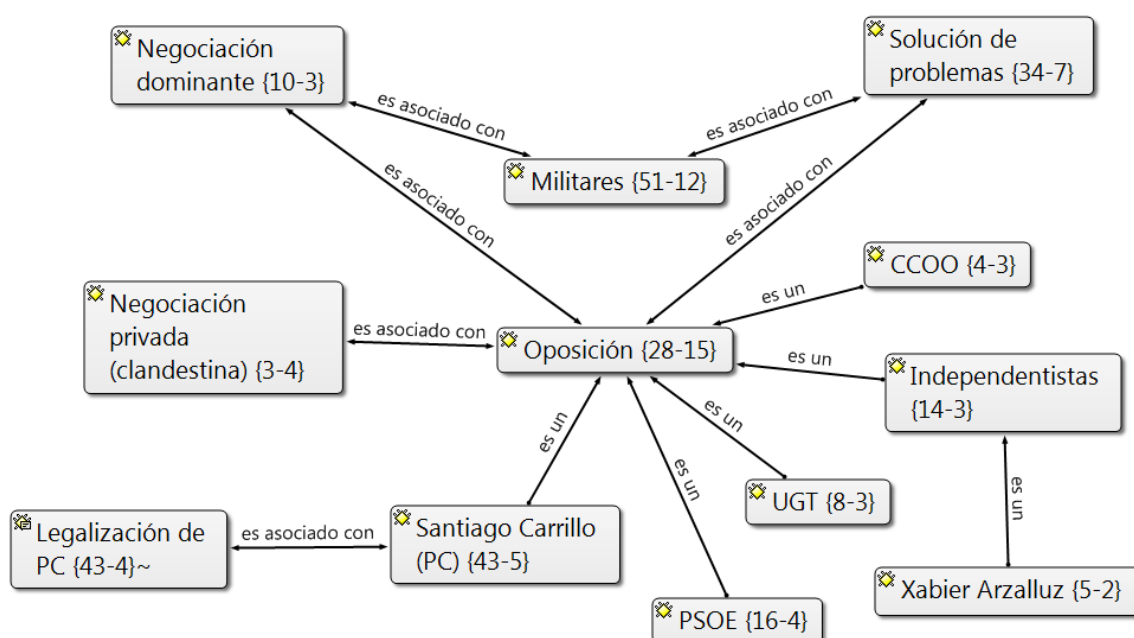 Negociación
dominante {10-3}
Solución de
problemas {34-7}
es asociado con
es asociado con
Militares {51-12}
es asociado con
es asociado con
CCOO {4-3}
es un
Negociación
privada
(clandestina) {3-4}
es asociado con
Oposición {28-15}
es un
Independentistas
{14-3}
es un
es un
es un
es un
UGT {8-3}
Legalización de
PC {43-4}~
es asociado con
Santiago Carrillo
(PC) {43-5}
Xabier Arzalluz {5-2}
PSOE {16-4}